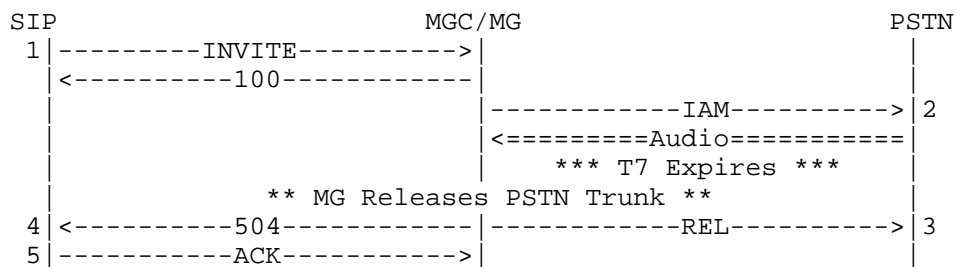 SIP MGC/MG PSTN
1|---------INVITE---------->| |
|<----------100------------| |
| |------------IAM---------->|2
| |<=========Audio===========|
| | *** T7 Expires *** |
| ** MG Releases PSTN Trunk ** |
4|<----------504------------|------------REL---------->|3
5|-----------ACK----------->| |